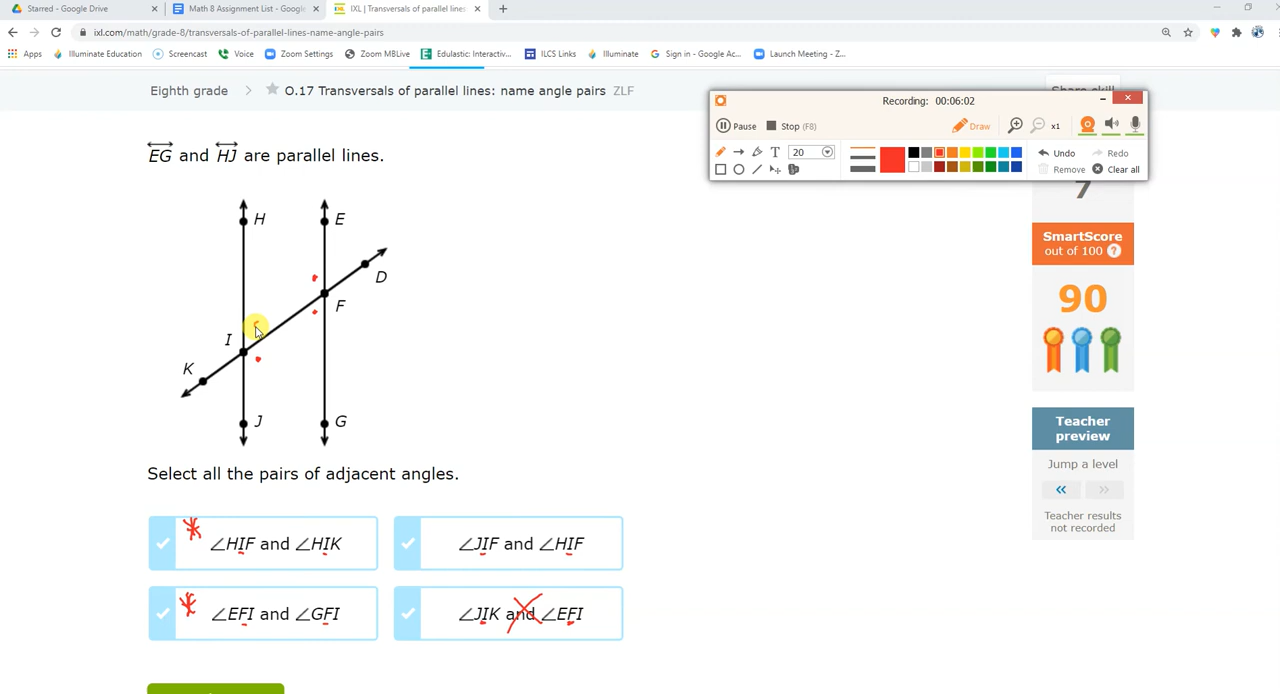 Starred - Google Drive
Math 8 Assignment List - Google
IXL | Transversals of parallel lines
ixl.com/math/grade-8/transversals-of-parallel-lines-name-angle-pairs
Apps
Illuminate Education
Screencast
Voice
Zoom Settings
Zoom MBLive
Edulastic: Interactiv...
ILCS Links
Illuminate
Sign in - Google Ac...
Launch Meeting - Z...
Eighth grade > O.17 Transversals of parallel lines: name angle pairs ZLF
Share skill
Recording: 00:06:02
Pause
Stop (F8)
Draw
x1
T
20
Undo
Redo
Remove
Clear all
EG and HJ are parallel lines.
7
H
E
D
F
I
K
J
G
SmartScore
out of 100 ?
90
Teacher
preview
Jump a level
Teacher results
not recorded
Select all the pairs of adjacent angles.
∠HIF and ∠HIK
∠JIF and ∠HIF
∠EFI and ∠GFI
∠JIK and ∠EFI